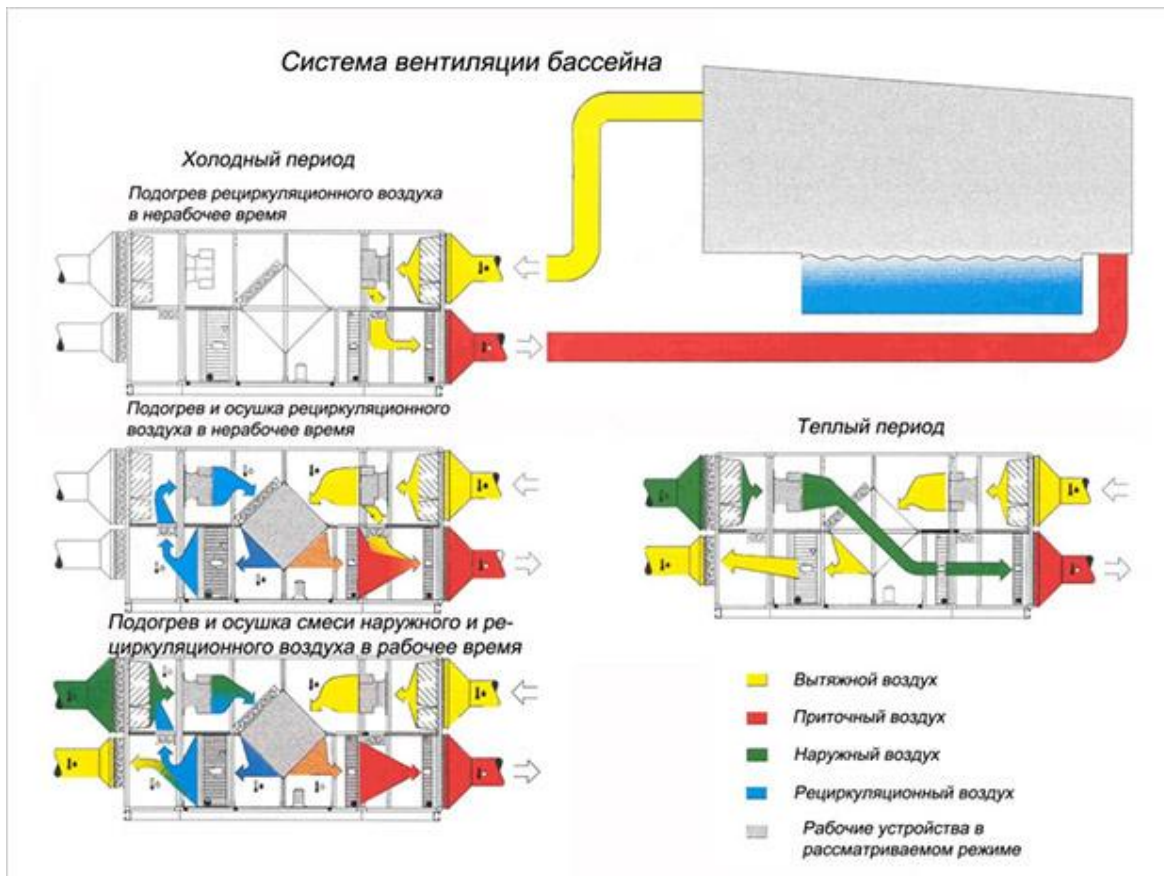 Система вентиляции бассейна
Холодный период
Подогрев рециркуляционного воздуха
в нерабочее время
Подогрев и осушка рециркуляционного
воздуха в нерабочее время
Теплый период
Подогрев и осушка смеси наружного и ре-
циркуляционного воздуха в рабочее время
Вытяжной воздух
Приточный воздух
Наружный воздух
Рециркуляционный воздух
Рабочие устройства в
рассматриваемом режиме